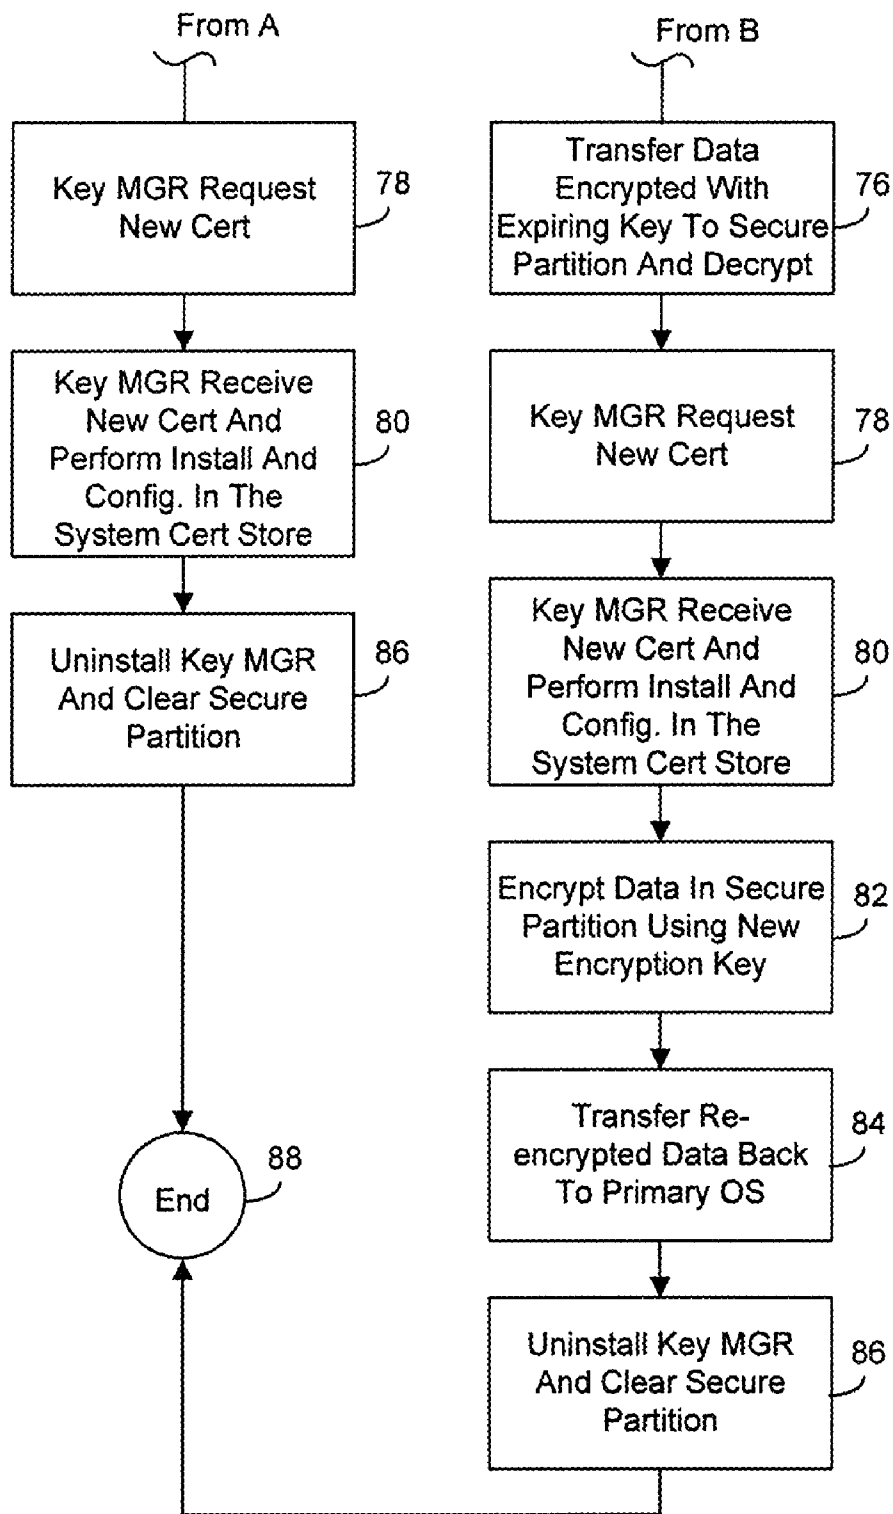 From A
Key MGR Request
New Cert
78
Key MGR Receive
New Cert And
Perform Install And
Config. In The
System Cert Store
80
Uninstall Key MGR
And Clear Secure
Partition
86
End
88
From B
Transfer Data
Encrypted With
Expiring Key To Secure
Partition And Decrypt
76
Key MGR Request
New Cert
78
Key MGR Receive
New Cert And
Perform Install And
Config. In The
System Cert Store
80
Encrypt Data In Secure
Partition Using New
Encryption Key
82
Transfer Re-
encrypted Data Back
To Primary OS
84
Uninstall Key MGR
And Clear Secure
Partition
86